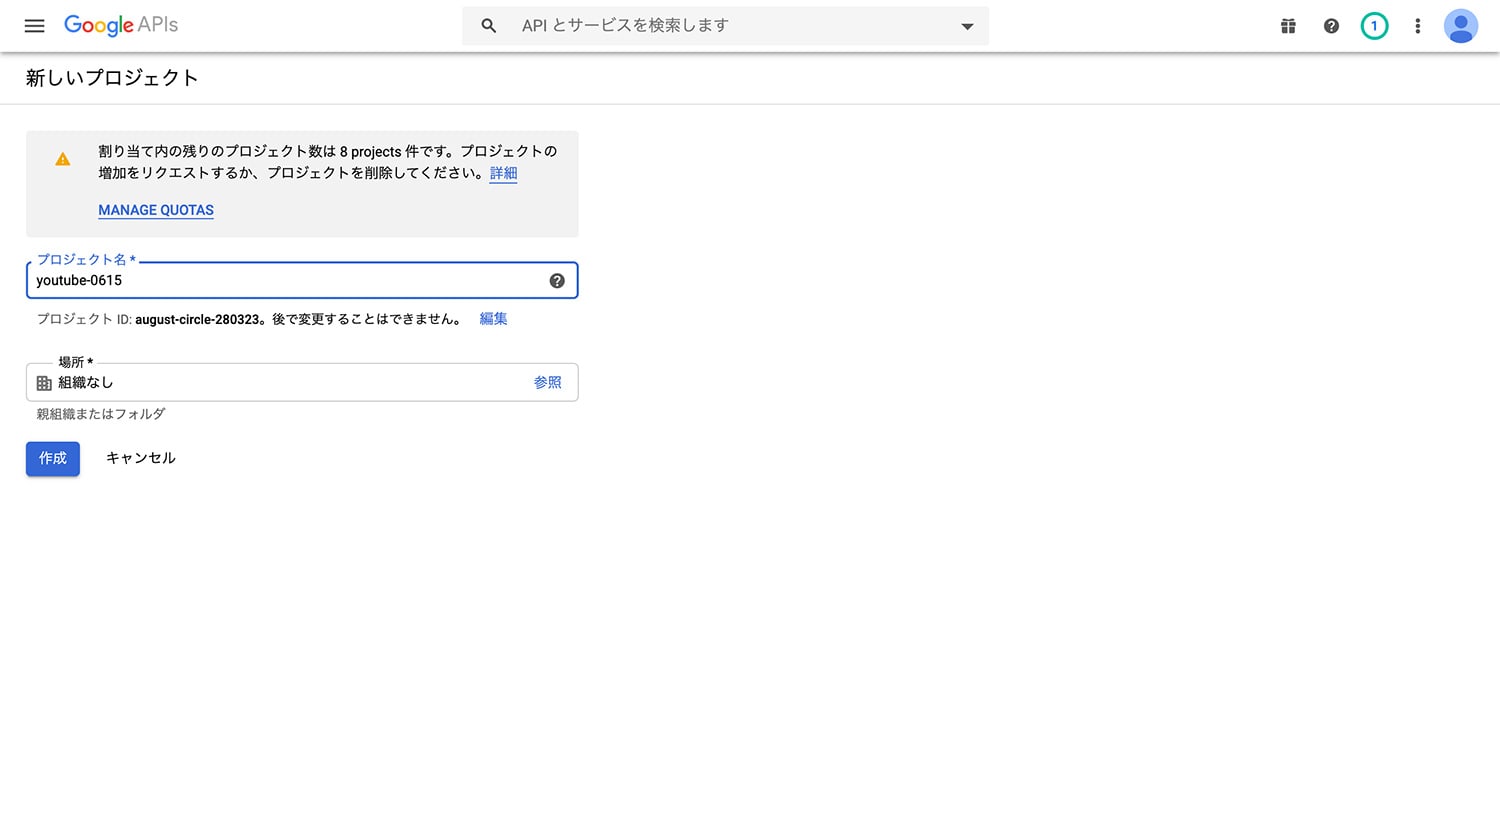 Google APIs
API とサービスを検索します
1
新しいプロジェクト
割り当て内の残りのプロジェクト数は 8 projects 件です。プロジェクトの
増加をリクエストするか、プロジェクトを削除してください。詳細
MANAGE QUOTAS
プロジェクト名 *
youtube-0615
プロジェクト ID: august-circle-280323。後で変更することはできません。 編集
場所 *
組織なし 参照
親組織またはフォルダ
作成 キャンセル